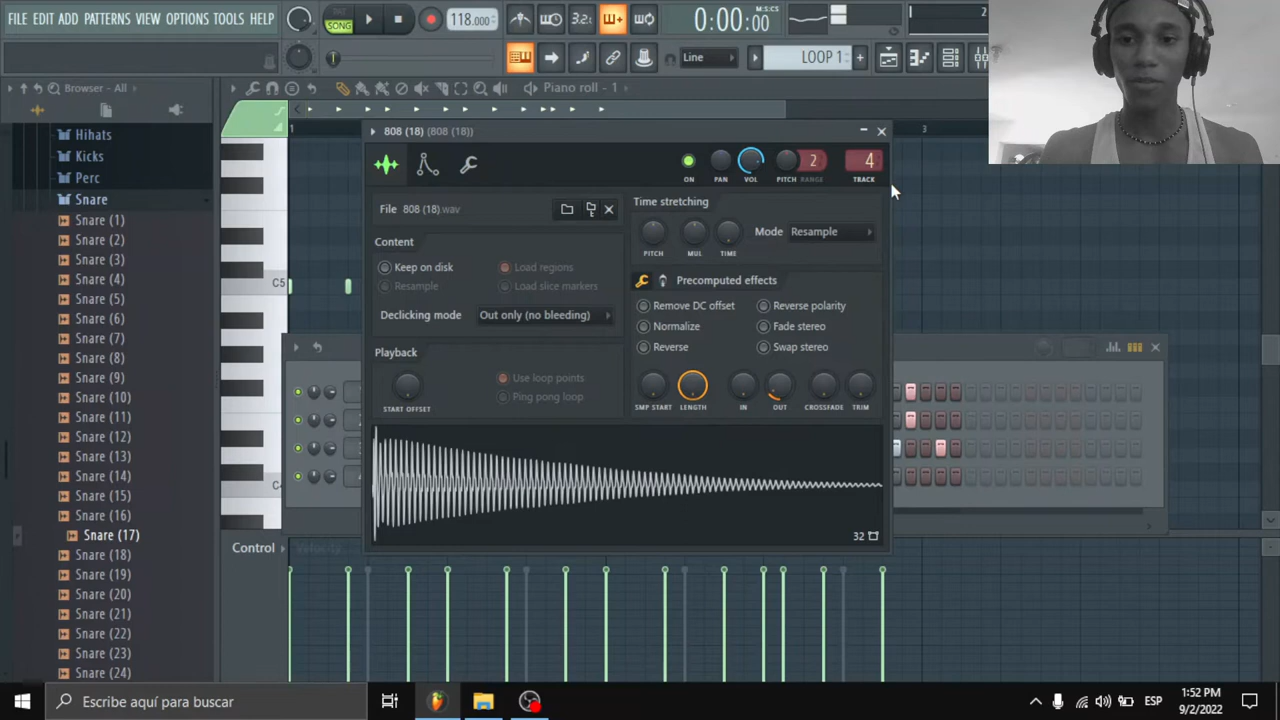 FILE EDIT ADD PATTERNS VIEW OPTIONS TOOLS HELP
SONG
118.000
3.2
0:00:00
M:S:CS
2
Line
LOOP 1
Browser - All
Piano roll - 1
1
3
Hihats
Kicks
Perc
Snare
Snare (1)
Snare (2)
Snare (3)
Snare (4)
Snare (5)
Snare (6)
Snare (7)
Snare (8)
Snare (9)
Snare (10)
Snare (11)
Snare (12)
Snare (13)
Snare (14)
Snare (15)
Snare (16)
Snare (17)
Snare (18)
Snare (19)
Snare (20)
Snare (21)
Snare (22)
Snare (23)
Snare (24)
C5
808 (18) (808 (18))
2
4
ON
PAN
VOL
PITCH
RANGE
TRACK
File 808 (18).wav
Content
Keep on disk
Load regions
Resample
Load slice markers
Declicking mode
Out only (no bleeding)
Playback
Use loop points
Ping pong loop
START OFFSET
Time stretching
PITCH
MUL
TIME
Mode
Resample
Precomputed effects
Remove DC offset
Reverse polarity
Normalize
Fade stereo
Reverse
Swap stereo
SMP START
LENGTH
IN
OUT
CROSSFADE
TRIM
32
Control
Velocity
Escribe aquí para buscar
ESP
1:52 PM
9/2/2022